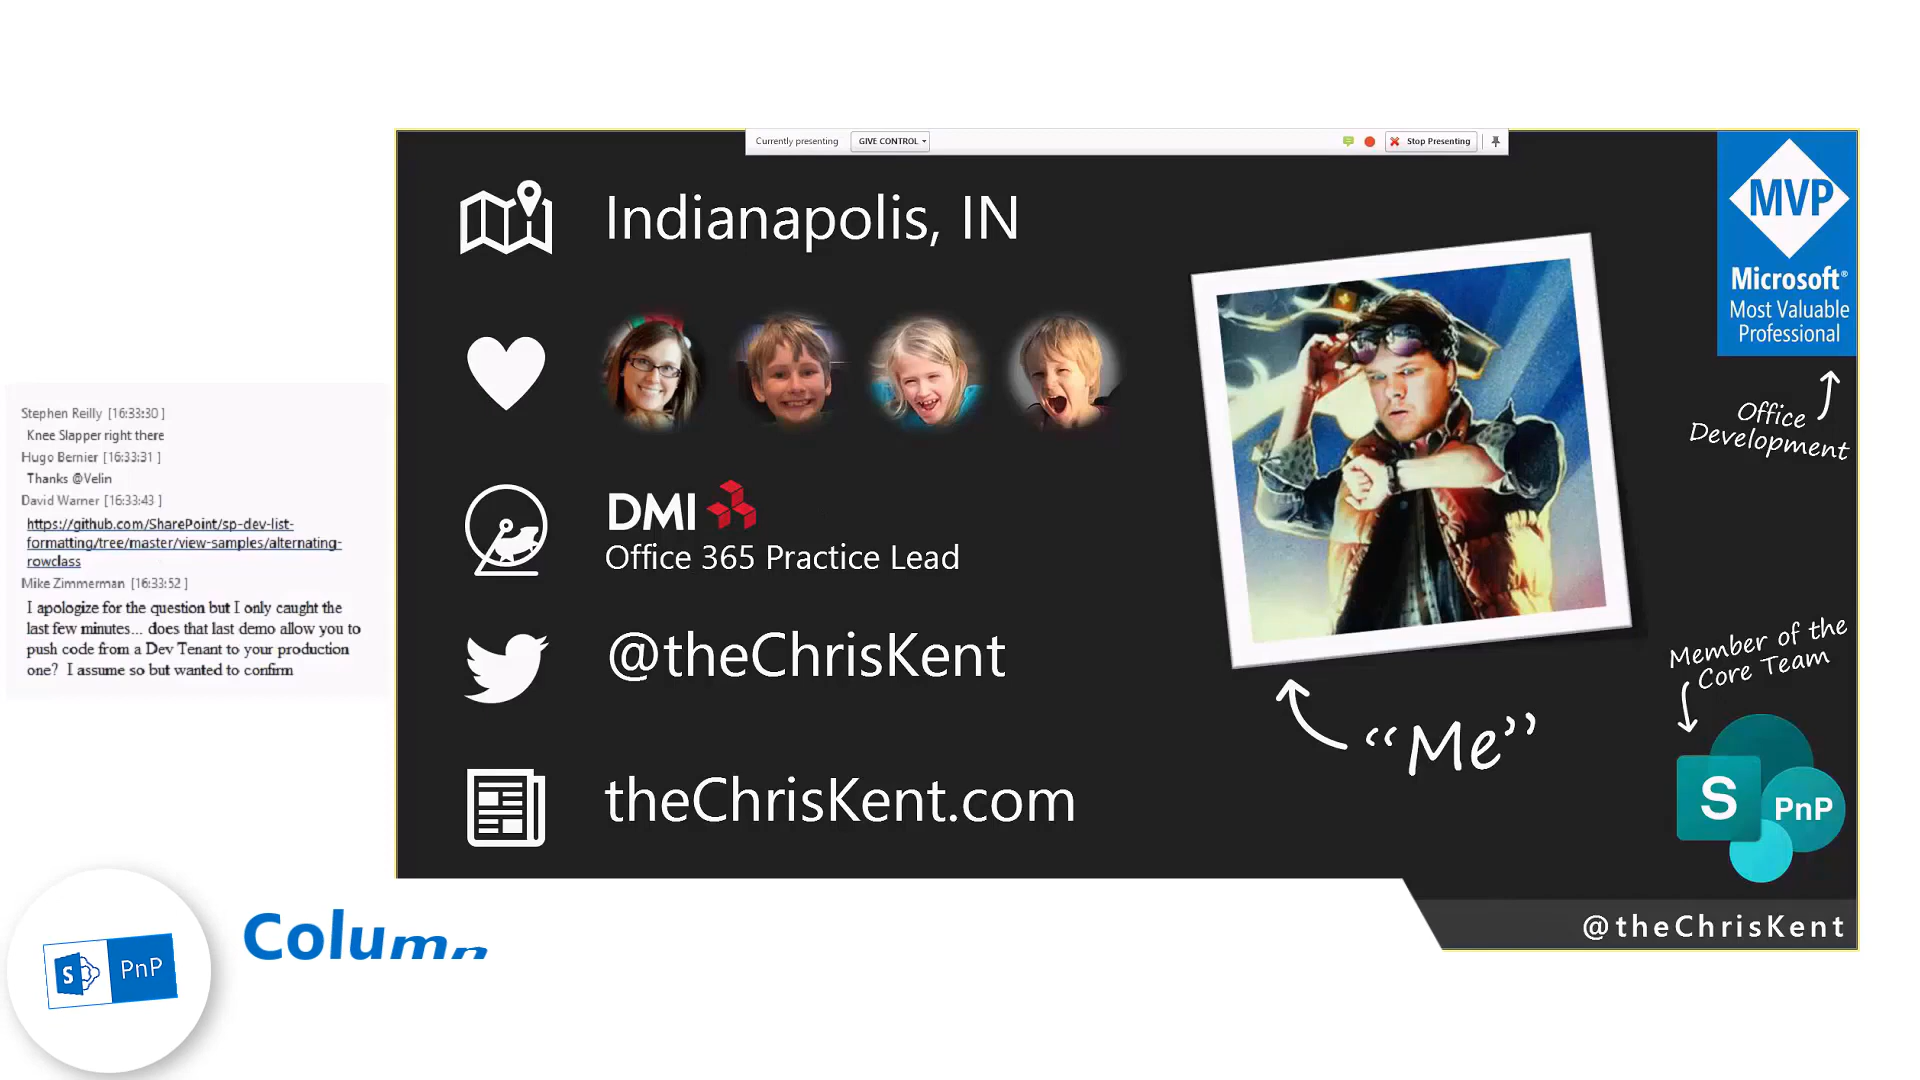 Currently presenting
GIVE CONTROL
Stop Presenting
Indianapolis, IN
DMI
Office 365 Practice Lead
@theChrisKent
theChrisKent.com
"Me"
MVP
Microsoft®
Most Valuable
Professional
Office
Development
Member of the
Core Team
S
PnP
@theChrisKent
Stephen Reilly [16:33:30 ]
Knee Slapper right there
Hugo Bernier [16:33:31 ]
Thanks @Velin
David Warner [16:33:43 ]
https://github.com/SharePoint/sp-dev-list-
formatting/tree/master/view-samples/alternating-
rowclass
Mike Zimmerman [16:33:52 ]
I apologize for the question but I only caught the
last few minutes... does that last demo allow you to
push code from a Dev Tenant to your production
one? I assume so but wanted to confirm
S PnP
Column